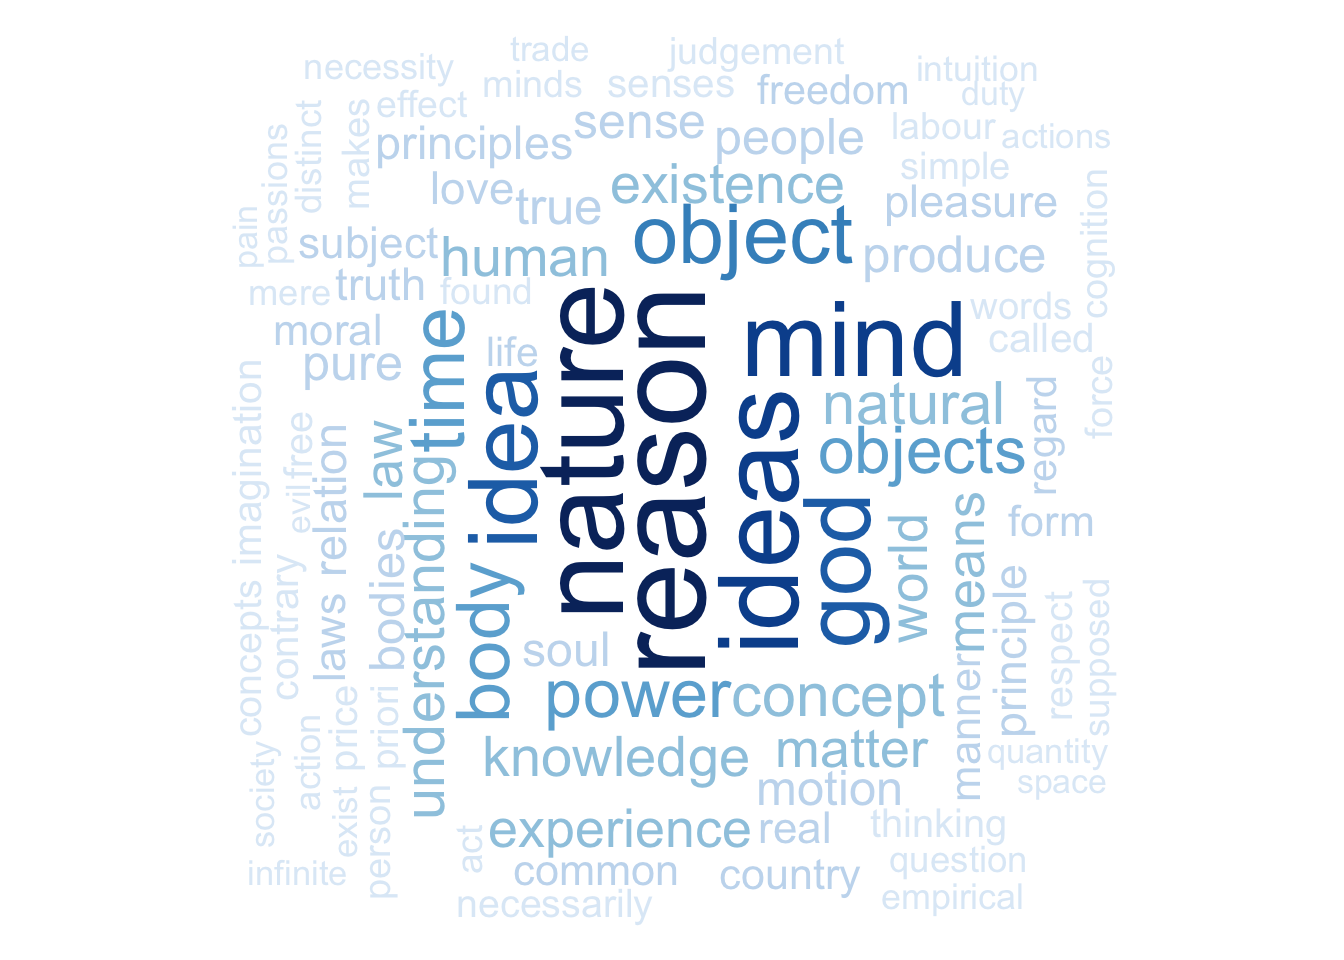 trade
judgement
necessity
minds
senses
intuition
effect
freedom
duty
principles
sense
people
labour
actions
distinct
makes
passions
simple
love
true
existence
pleasure
cognition
pain
subject
human
object
produce
mere
truth
found
words
moral
called
pure
life
time
nature
reason
mind
force
imagination
free
evil
relation
law
idea
ideas
natural
objects
regard
understanding
body
god
world
means
form
concepts
contrary
laws
bodies
soul
principle
respect
supposed
power
concept
manner
society
action
price
priori
knowledge
matter
quantity
space
exist
person
motion
act
experience
real
thinking
infinite
common
country
question
necessarily
empirical